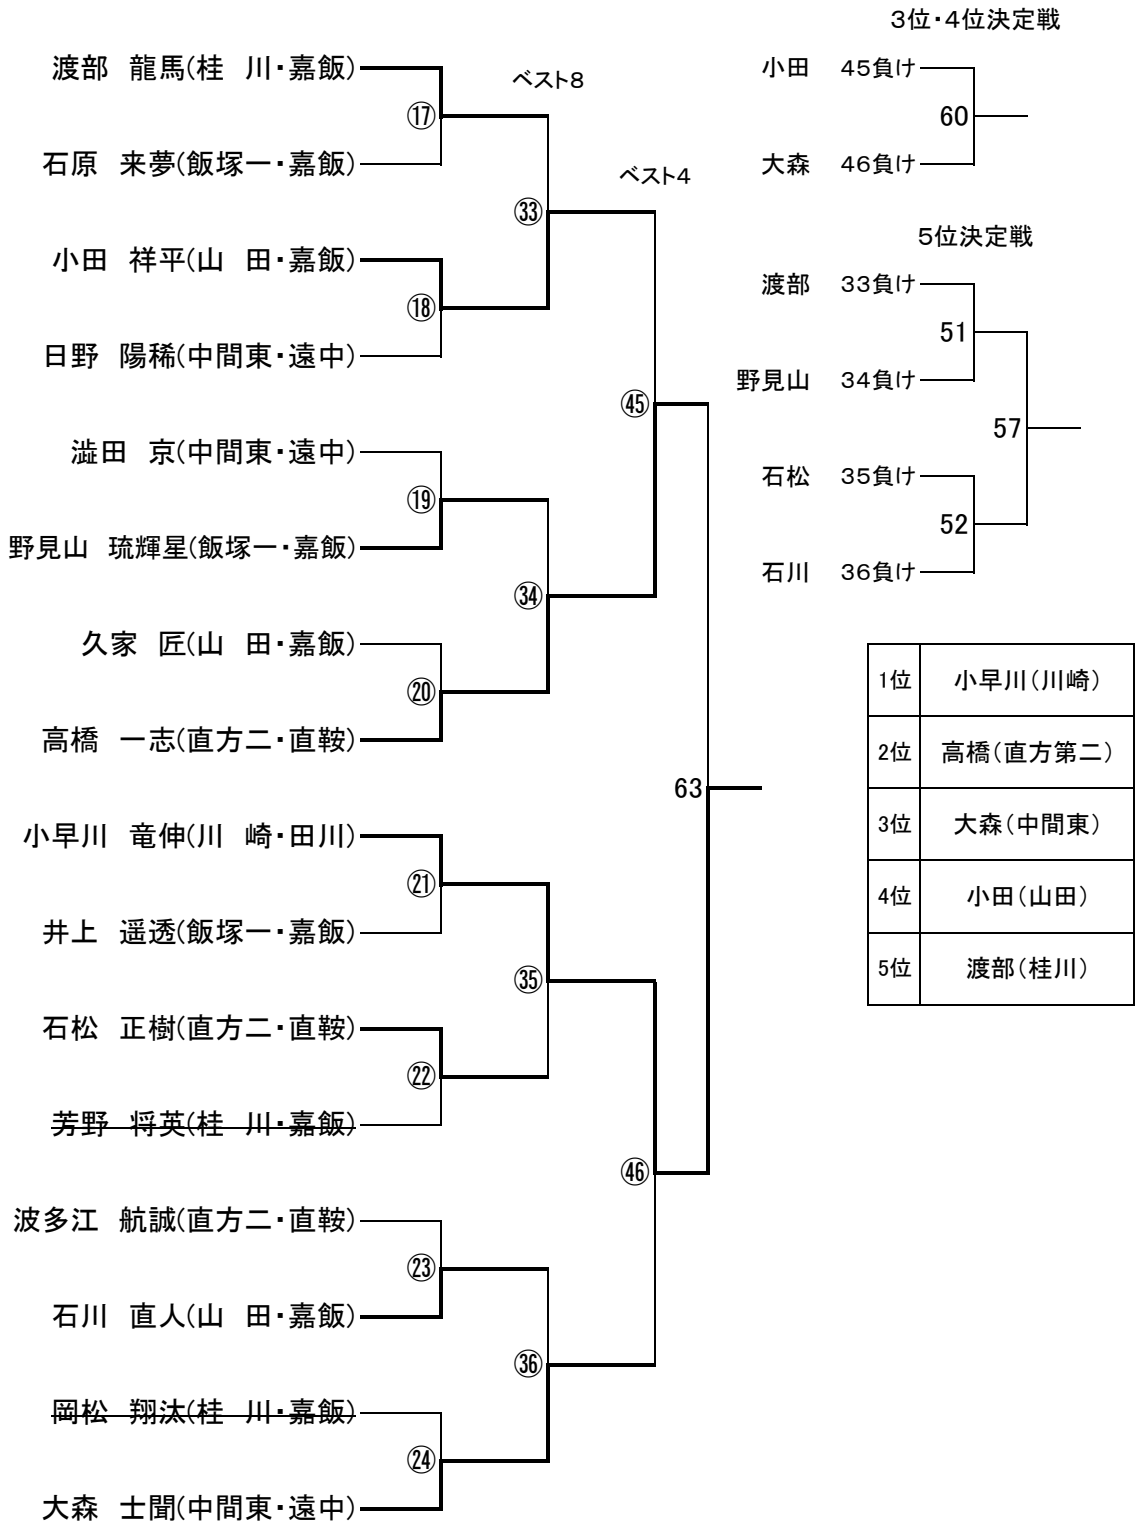 渡部　龍馬(桂　川・嘉飯)
⑰
石原　来夢(飯塚一・嘉飯)
ベスト8
㉝
小田　祥平(山　田・嘉飯)
⑱
日野　陽稀(中間東・遠中)
ベスト4
㊺
澁田　京(中間東・遠中)
⑲
野見山　琉輝星(飯塚一・嘉飯)
㉞
久家　匠(山　田・嘉飯)
⑳
高橋　一志(直方二・直鞍)
63
小早川　竜伸(川　崎・田川)
㉑
井上　遥透(飯塚一・嘉飯)
㉟
石松　正樹(直方二・直鞍)
㉒
芳野　将英(桂　川・嘉飯)
㊻
波多江　航誠(直方二・直鞍)
㉓
石川　直人(山　田・嘉飯)
㊱
岡松　翔汰(桂　川・嘉飯)
㉔
大森　士聞(中間東・遠中)
3位・4位決定戦
小田　45負け
60
大森　46負け
5位決定戦
渡部　33負け
51
野見山　34負け
57
石松　35負け
52
石川　36負け
1位　小早川(川崎)
2位　高橋(直方第二)
3位　大森(中間東)
4位　小田(山田)
5位　渡部(桂川)